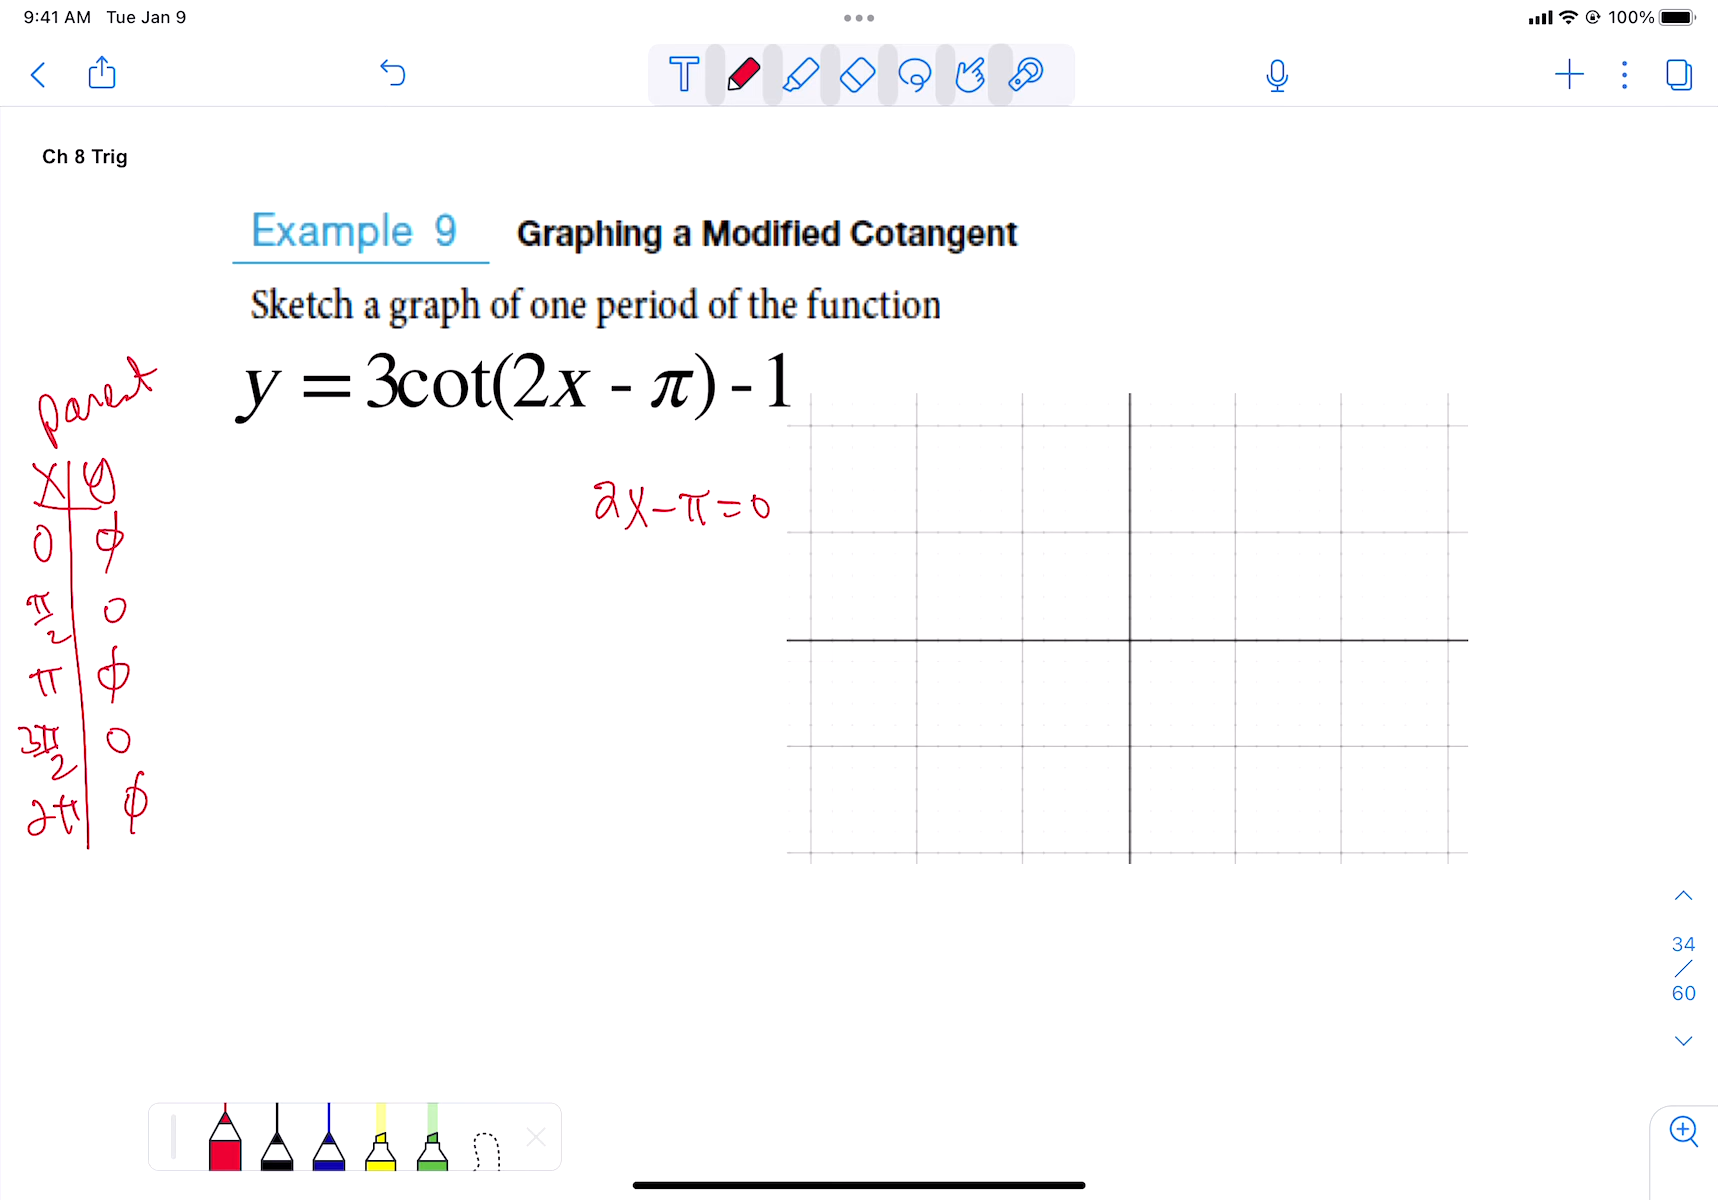 9:41 AM Tue Jan 9
100%
T
Ch 8 Trig
Example 9 Graphing a Modified Cotangent
Sketch a graph of one period of the function
y = 3cot(2x - π) - 1
parent
x y
0 ϕ
π/2 0
π ϕ
3π/2 0
2π ϕ
2x - π = 0
34
/
60